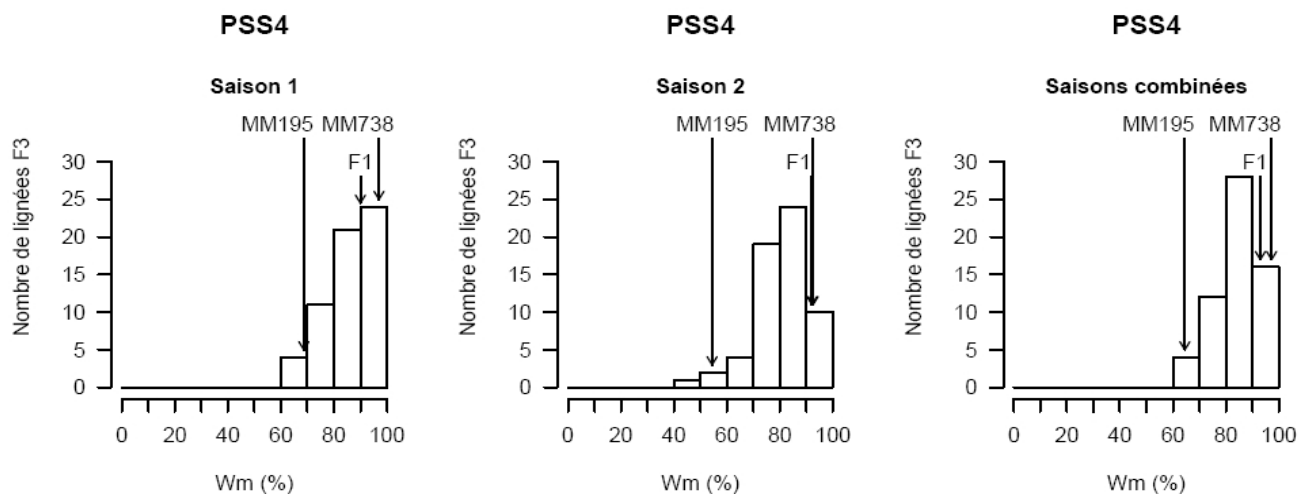 PSS4
Saison 1
MM195 MM738
F1
Nombre de lignées F3
30
25
20
15
10
5
0
0 20 40 60 80 100
Wm (%)
PSS4
Saison 2
MM195 MM738
F1
Nombre de lignées F3
30
25
20
15
10
5
0
0 20 40 60 80 100
Wm (%)
PSS4
Saisons combinées
MM195 MM738
F1
Nombre de lignées F3
30
25
20
15
10
5
0
0 20 40 60 80 100
Wm (%)